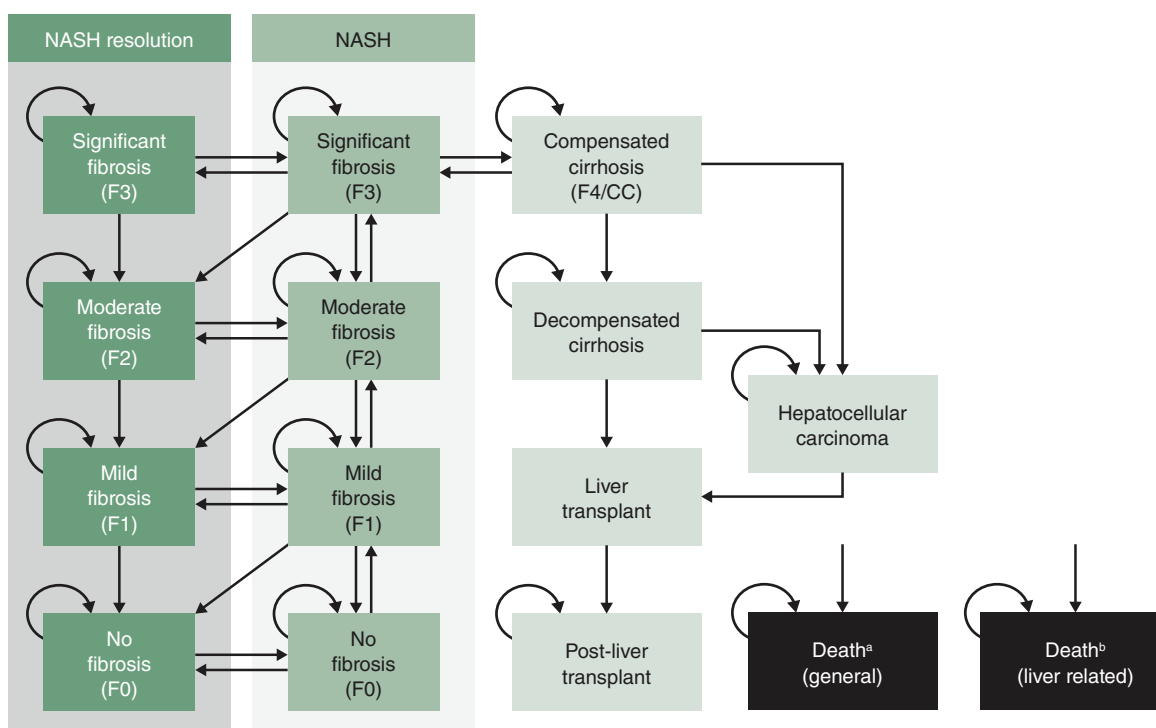 NASH resolution
NASH
Significant
fibrosis
(F3)
Significant
fibrosis
(F3)
Compensated
cirrhosis
(F4/CC)
Moderate
fibrosis
(F2)
Moderate
fibrosis
(F2)
Decompensated
cirrhosis
Hepatocellular
carcinoma
Mild
fibrosis
(F1)
Mild
fibrosis
(F1)
Liver
transplant
No
fibrosis
(F0)
No
fibrosis
(F0)
Post-liver
transplant
Deathᵃ
(general)
Deathᵇ
(liver related)